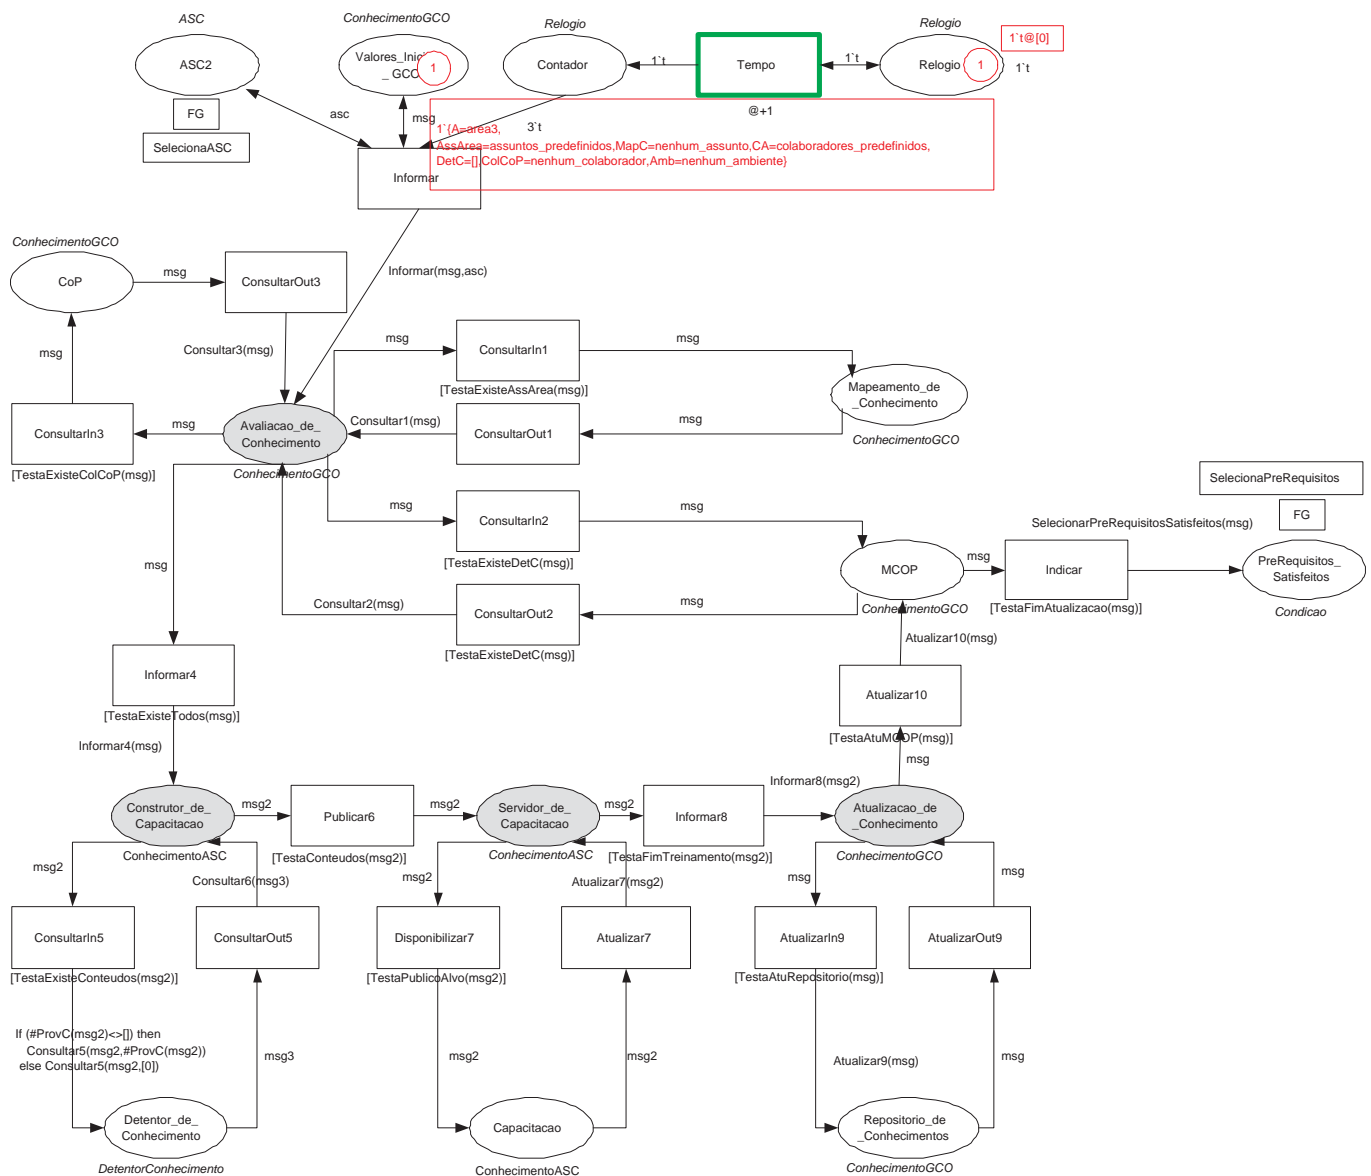 ASC
ConhecimentoGCO
Relogio
Relogio
1`t@[0]
ASC2
Valores_Inici
_ GCO
1
Contador
1`t
Tempo
1`t
Relogio
1
1`t
FG
SelecionaASC
asc
msg
@+1
3`t
1`{A=area3,
AssArea=assuntos_predefinidos,MapC=nenhum_assunto,CA=colaboradores_predefinidos,
DetC=[],ColCoP=nenhum_colaborador,Amb=nenhum_ambiente}
Informar
ConhecimentoGCO
CoP
msg
ConsultarOut3
Informar(msg,asc)
msg
Consultar3(msg)
msg
ConsultarIn1
msg
[TestaExisteAssArea(msg)]
Mapeamento_de
_Conhecimento
ConhecimentoGCO
ConsultarIn3
msg
Avaliacao_de_
Conhecimento
Consultar1(msg)
ConsultarOut1
msg
[TestaExisteColCoP(msg)]
ConhecimentoGCO
SelecionaPreRequisitos
FG
msg
ConsultarIn2
msg
SelecionarPreRequisitosSatisfeitos(msg)
[TestaExisteDetC(msg)]
msg
MCOP
msg
Indicar
PreRequisitos_
Satisfeitos
Consultar2(msg)
ConsultarOut2
msg
ConhecimentoGCO
[TestaFimAtualizacao(msg)]
Condicao
[TestaExisteDetC(msg)]
Atualizar10(msg)
Informar4
Atualizar10
[TestaExisteTodos(msg)]
[TestaAtuMCOP(msg)]
Informar4(msg)
msg
Informar8(msg2)
Construtor_de_
Capacitacao
msg2
Publicar6
msg2
Servidor_de_
Capacitacao
msg2
Informar8
Atualizacao_de
_Conhecimento
ConhecimentoASC
[TestaConteudos(msg2)]
ConhecimentoASC
[TestaFimTreinamento(msg2)]
ConhecimentoGCO
msg2
Consultar6(msg3)
msg2
Atualizar7(msg2)
msg
msg
ConsultarIn5
ConsultarOut5
Disponibilizar7
Atualizar7
AtualizarIn9
AtualizarOut9
[TestaExisteConteudos(msg2)]
[TestaPublicoAlvo(msg2)]
[TestaAtuRepositorio(msg)]
If (#ProvC(msg2)<>[]) then
Consultar5(msg2,#ProvC(msg2))
else Consultar5(msg2,[0])
msg3
msg2
msg2
Atualizar9(msg)
msg
Detentor_de_
Conhecimento
Capacitacao
Repositorio_de
_Conhecimentos
DetentorConhecimento
ConhecimentoASC
ConhecimentoGCO